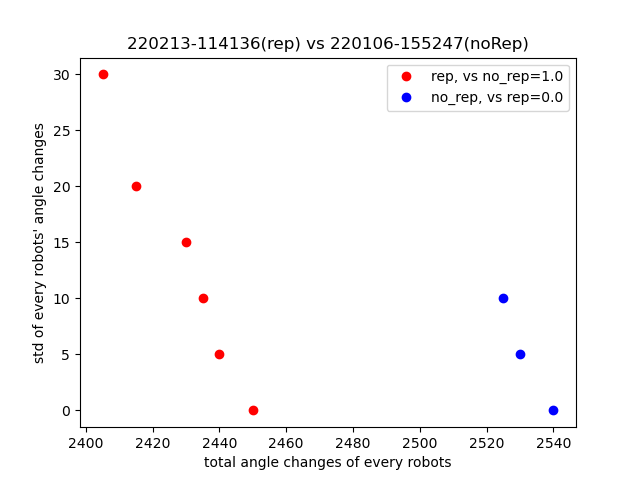 220213-114136(rep) vs 220106-155247(noRep)
rep, vs no_rep=1.0
no_rep, vs rep=0.0
std of every robots' angle changes
30
25
20
15
10
5
0
2400 2420 2440 2460 2480 2500 2520 2540
total angle changes of every robots